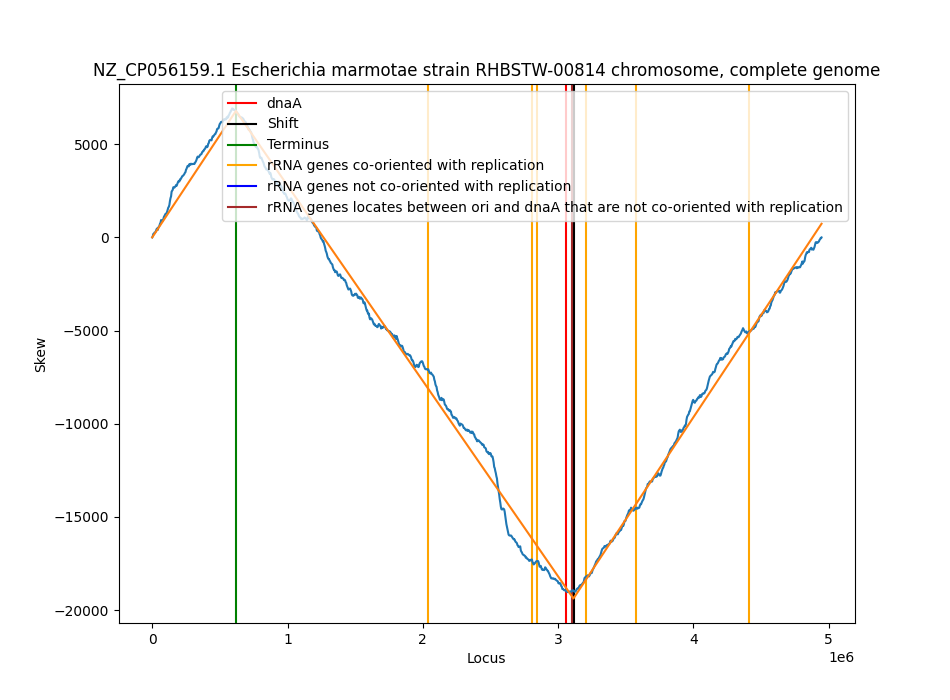 NZ_CP056159.1 Escherichia marmotae strain RHBSTW-00814 chromosome, complete genome
dnaA
Shift
Terminus
rRNA genes co-oriented with replication
rRNA genes not co-oriented with replication
rRNA genes locates between ori and dnaA that are not co-oriented with replication
5000
0
−5000
−10000
−15000
−20000
Skew
0
1
2
3
4
5
1e6
Locus